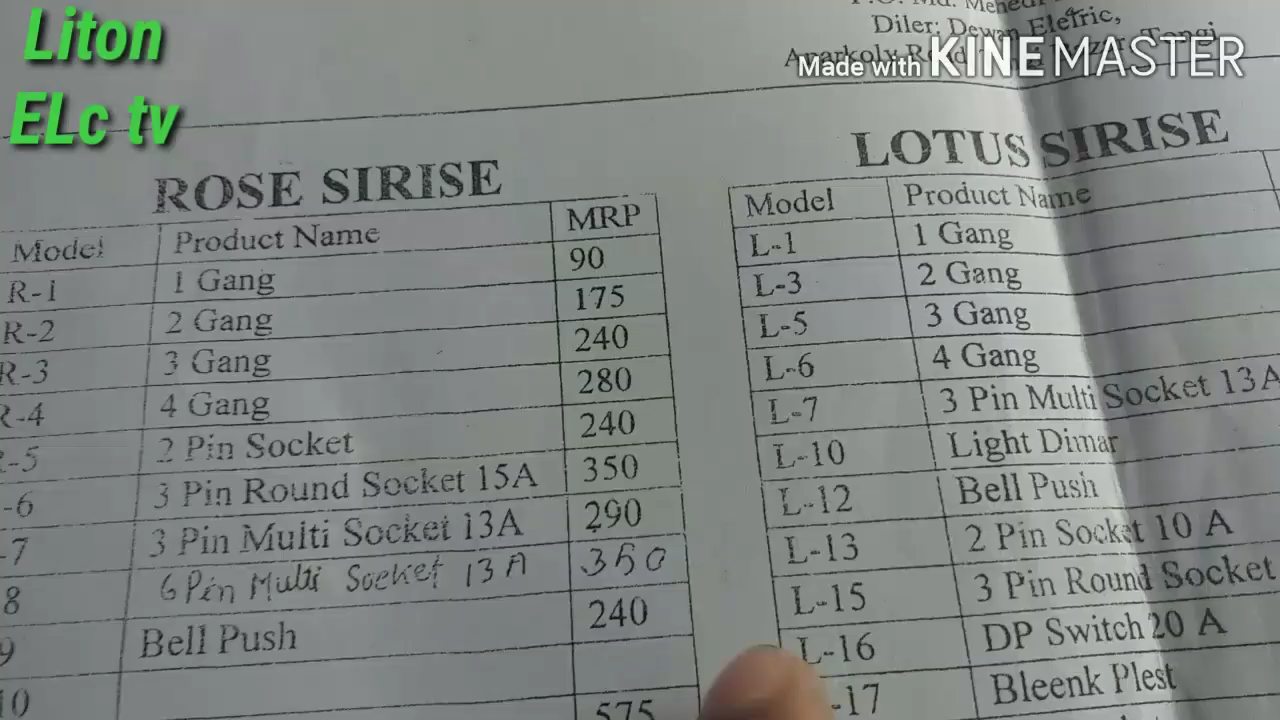 Liton
ELc tv
Made with KINEMASTER
Diler: Dewan Eletric,
Tongi
ROSE SIRISE
Model Product Name MRP
R-1 1 Gang 90
R-2 2 Gang 175
R-3 3 Gang 240
R-4 4 Gang 280
-5 2 Pin Socket 240
-6 3 Pin Round Socket 15A 350
-7 3 Pin Multi Socket 13A 290
8 6 Pin Multi Socket 13A 350
9 Bell Push 240
10
575
LOTUS SIRISE
Model Product Name
L-1 1 Gang
L-3 2 Gang
L-5 3 Gang
L-6 4 Gang
L-7 3 Pin Multi Socket 13A
L-10 Light Dimar
L-12 Bell Push
L-13 2 Pin Socket 10 A
L-15 3 Pin Round Socket
L-16 DP Switch 20 A
-17 Bleenk Plest